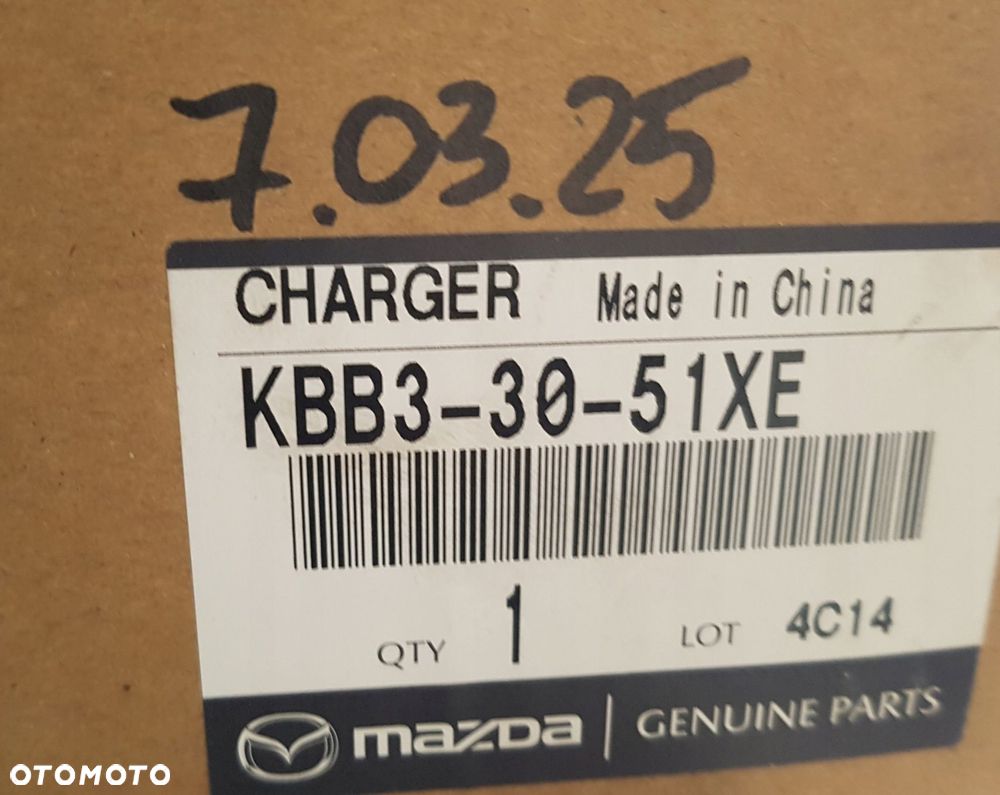 7.03.25
CHARGER Made in China
KBB3-30-51XE
QTY 1 LOT 4C14
mazda GENUINE PARTS
OTOMOTO